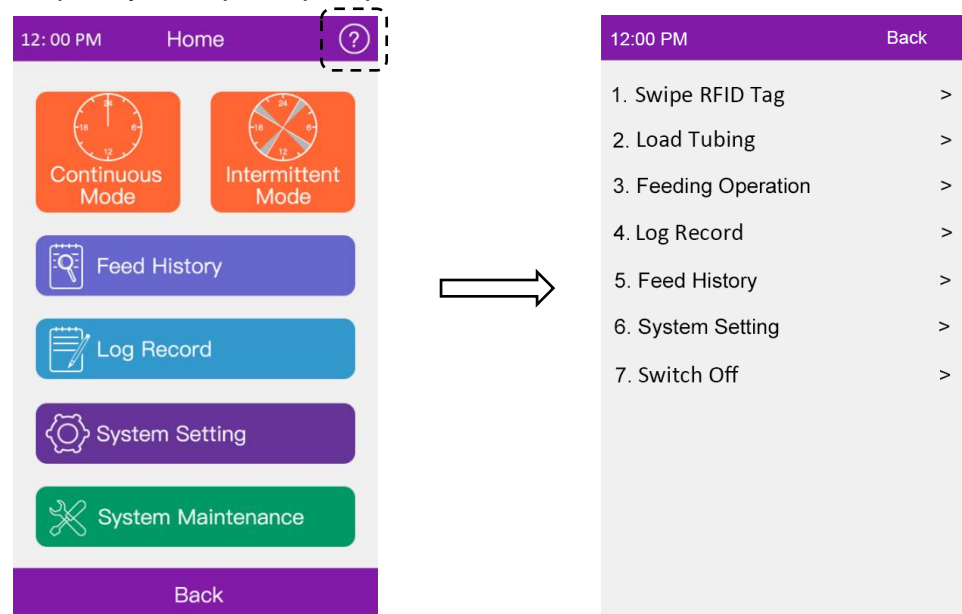 12: 00 PM Home ?
24 24
18 6 18 6
12 12
Continuous Intermittent
Mode Mode
Feed History
Log Record
System Setting
System Maintenance
Back
12:00 PM Back
1. Swipe RFID Tag >
2. Load Tubing >
3. Feeding Operation >
4. Log Record >
5. Feed History >
6. System Setting >
7. Switch Off >